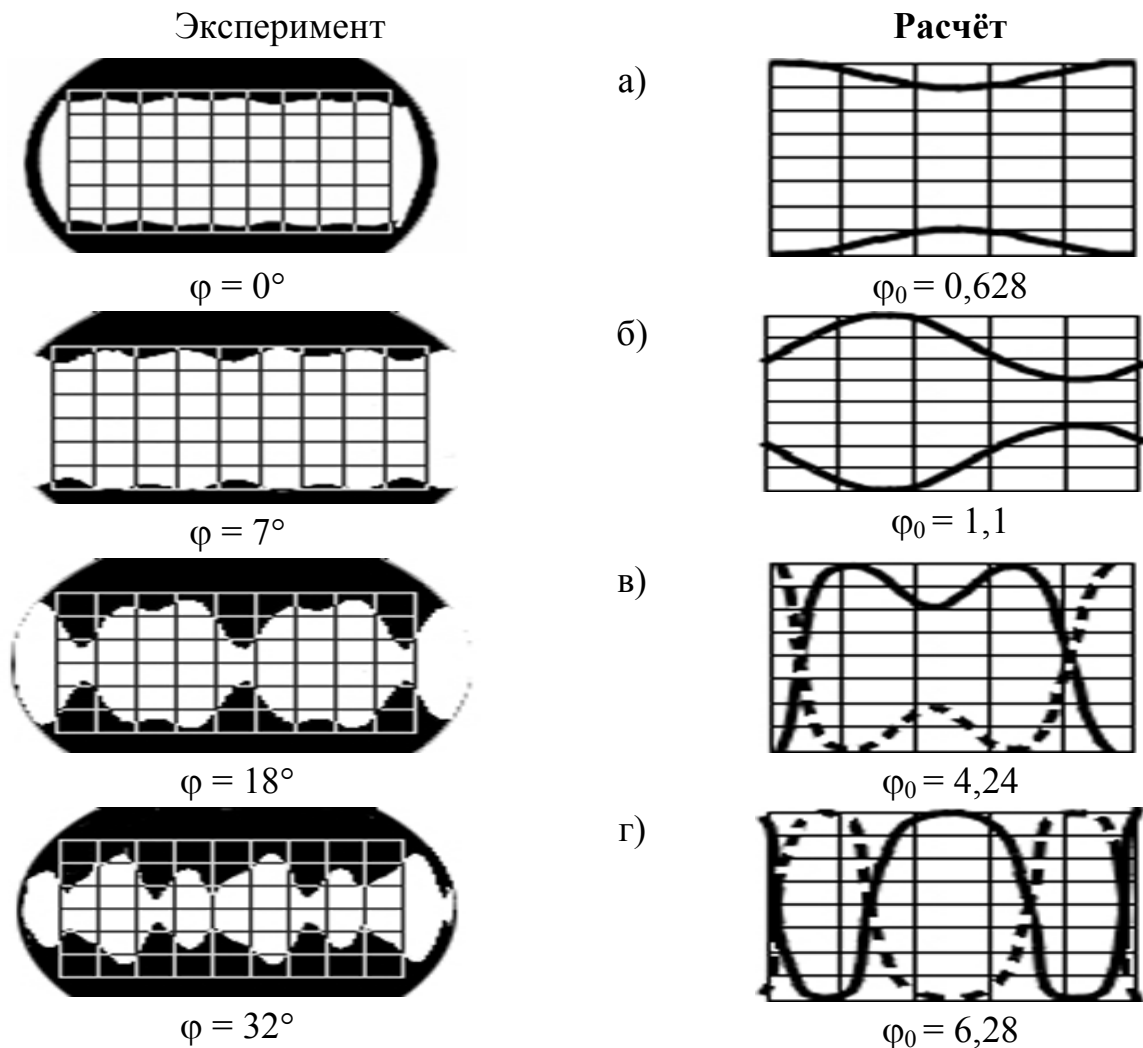 Эксперимент
Расчёт
а)
φ = 0°
φ₀ = 0,628
б)
φ = 7°
φ₀ = 1,1
в)
φ = 18°
φ₀ = 4,24
г)
φ = 32°
φ₀ = 6,28